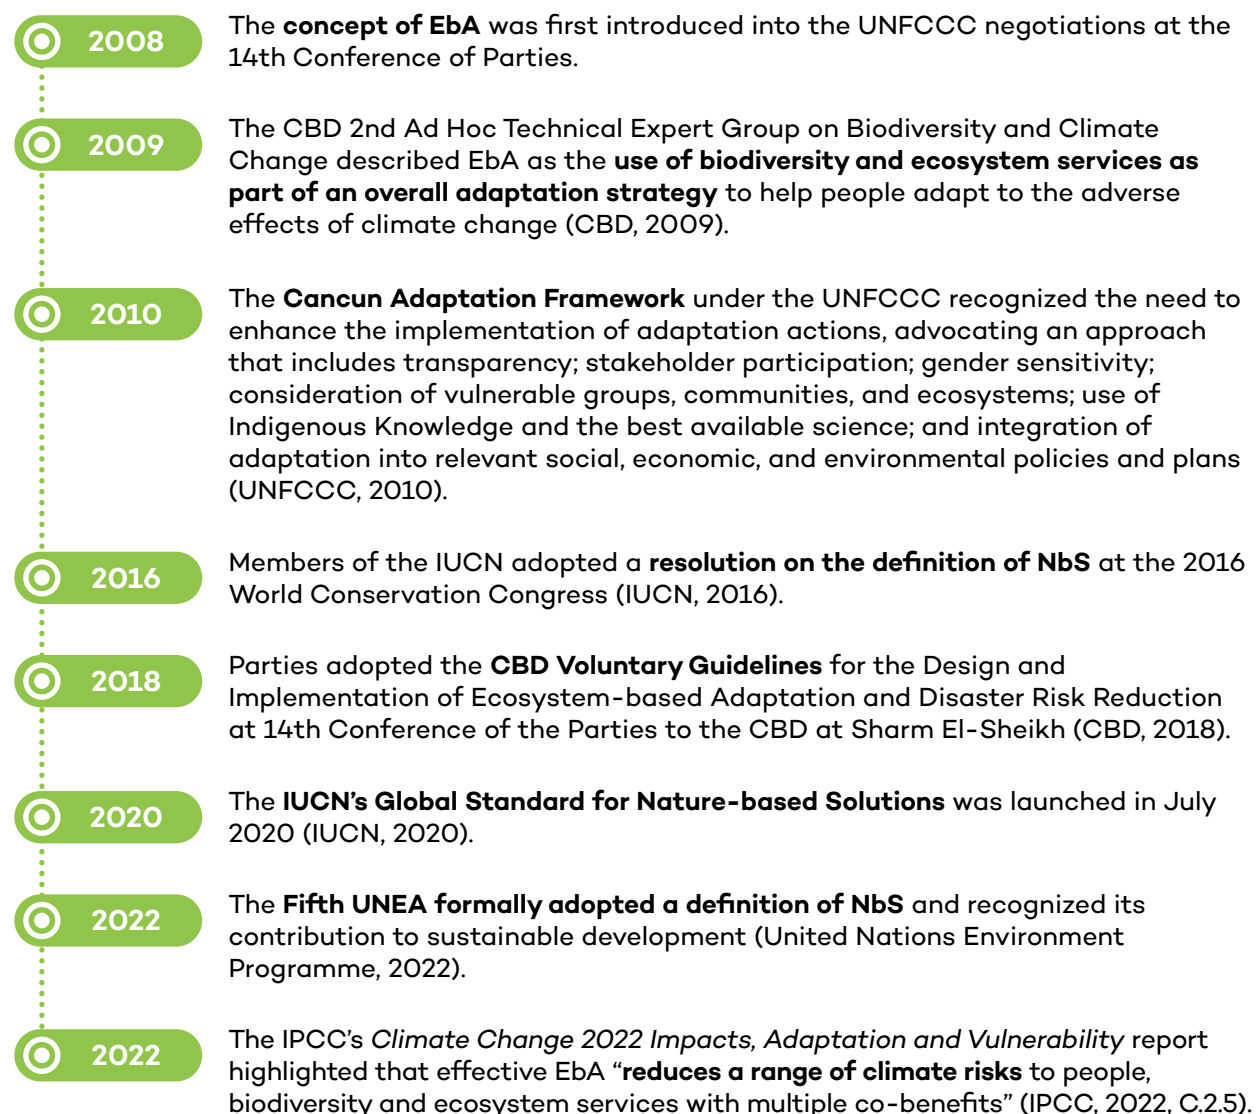 2008
The concept of EbA was first introduced into the UNFCCC negotiations at the
14th Conference of Parties.
2009
The CBD 2nd Ad Hoc Technical Expert Group on Biodiversity and Climate
Change described EbA as the use of biodiversity and ecosystem services as
part of an overall adaptation strategy to help people adapt to the adverse
effects of climate change (CBD, 2009).
2010
The Cancun Adaptation Framework under the UNFCCC recognized the need to
enhance the implementation of adaptation actions, advocating an approach
that includes transparency; stakeholder participation; gender sensitivity;
consideration of vulnerable groups, communities, and ecosystems; use of
Indigenous Knowledge and the best available science; and integration of
adaptation into relevant social, economic, and environmental policies and plans
(UNFCCC, 2010).
2016
Members of the IUCN adopted a resolution on the definition of NbS at the 2016
World Conservation Congress (IUCN, 2016).
2018
Parties adopted the CBD Voluntary Guidelines for the Design and
Implementation of Ecosystem-based Adaptation and Disaster Risk Reduction
at 14th Conference of the Parties to the CBD at Sharm El-Sheikh (CBD, 2018).
2020
The IUCN’s Global Standard for Nature-based Solutions was launched in July
2020 (IUCN, 2020).
2022
The Fifth UNEA formally adopted a definition of NbS and recognized its
contribution to sustainable development (United Nations Environment
Programme, 2022).
2022
The IPCC’s Climate Change 2022 Impacts, Adaptation and Vulnerability report
highlighted that effective EbA “reduces a range of climate risks to people,
biodiversity and ecosystem services with multiple co-benefits” (IPCC, 2022, C.2.5).